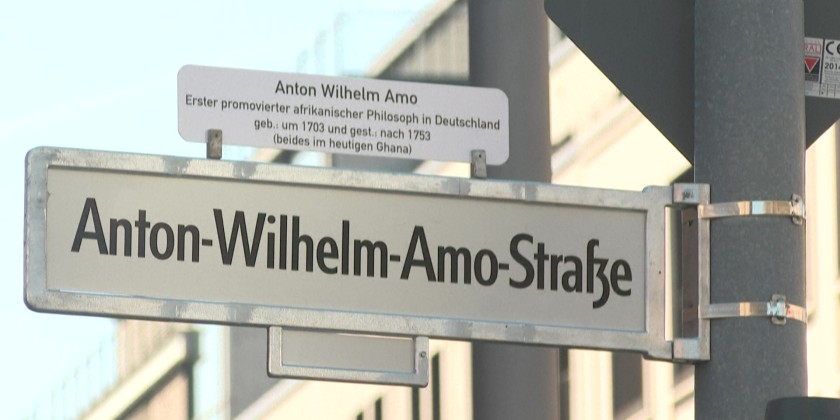 Anton Wilhelm Amo
Erster promovierter afrikanischer Philosoph in Deutschland
geb.: um 1703 und gest.: nach 1753
(beides im heutigen Ghana)
Anton-Wilhelm-Amo-Straße